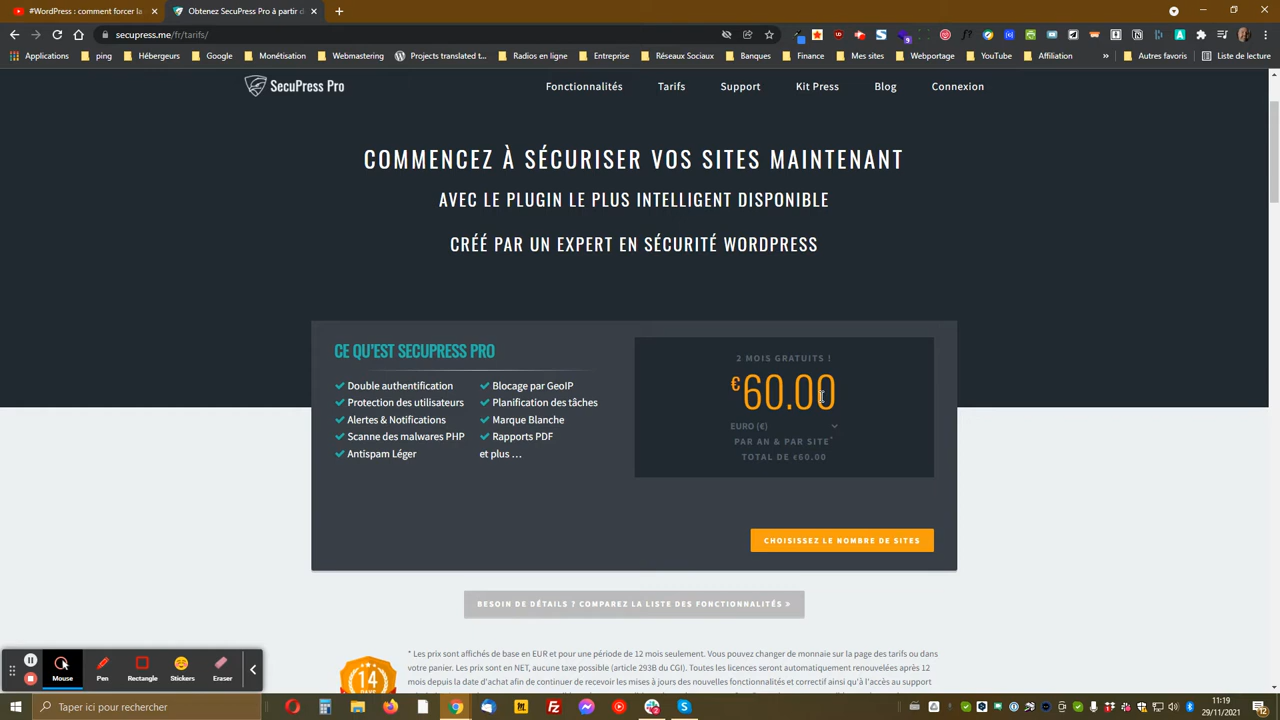 #WordPress : comment forcer la
Obtenez SecuPress Pro à partir d
secupress.me/fr/tarifs/
Applications
ping
Hébergeurs
Google
Monétisation
Webmastering
Projects translated t...
Radios en ligne
Entreprise
Réseaux Sociaux
Banques
Finance
Mes sites
Webportage
YouTube
Affiliation
»
Autres favoris
Liste de lecture
SecuPress Pro
Fonctionnalités
Tarifs
Support
Kit Press
Blog
Connexion
COMMENCEZ À SÉCURISER VOS SITES MAINTENANT
AVEC LE PLUGIN LE PLUS INTELLIGENT DISPONIBLE
CRÉÉ PAR UN EXPERT EN SÉCURITÉ WORDPRESS
CE QU'EST SECUPRESS PRO
Double authentification
Protection des utilisateurs
Alertes & Notifications
Scanne des malwares PHP
Antispam Léger
Blocage par GeoIP
Planification des tâches
Marque Blanche
Rapports PDF
et plus ...
2 MOIS GRATUITS !
€60.00
EURO (€)
PAR AN & PAR SITE*
TOTAL DE €60.00
CHOISISSEZ LE NOMBRE DE SITES
BESOIN DE DÉTAILS ? COMPAREZ LA LISTE DES FONCTIONNALITÉS »
* Les prix sont affichés de base en EUR et pour une période de 12 mois seulement. Vous pouvez changer de monnaie sur la page des tarifs ou dans
votre panier. Les prix sont en NET, aucune taxe possible (article 293B du CGI). Toutes les licences seront automatiquement renouvelées après 12
mois depuis la date d'achat afin de continuer de recevoir les mises à jours des nouvelles fonctionnalités et correctif ainsi qu'à l'accès au support
14
Mouse
Pen
Rectangle
Stickers
Eraser
Taper ici pour rechercher
11:19
29/11/2021
12